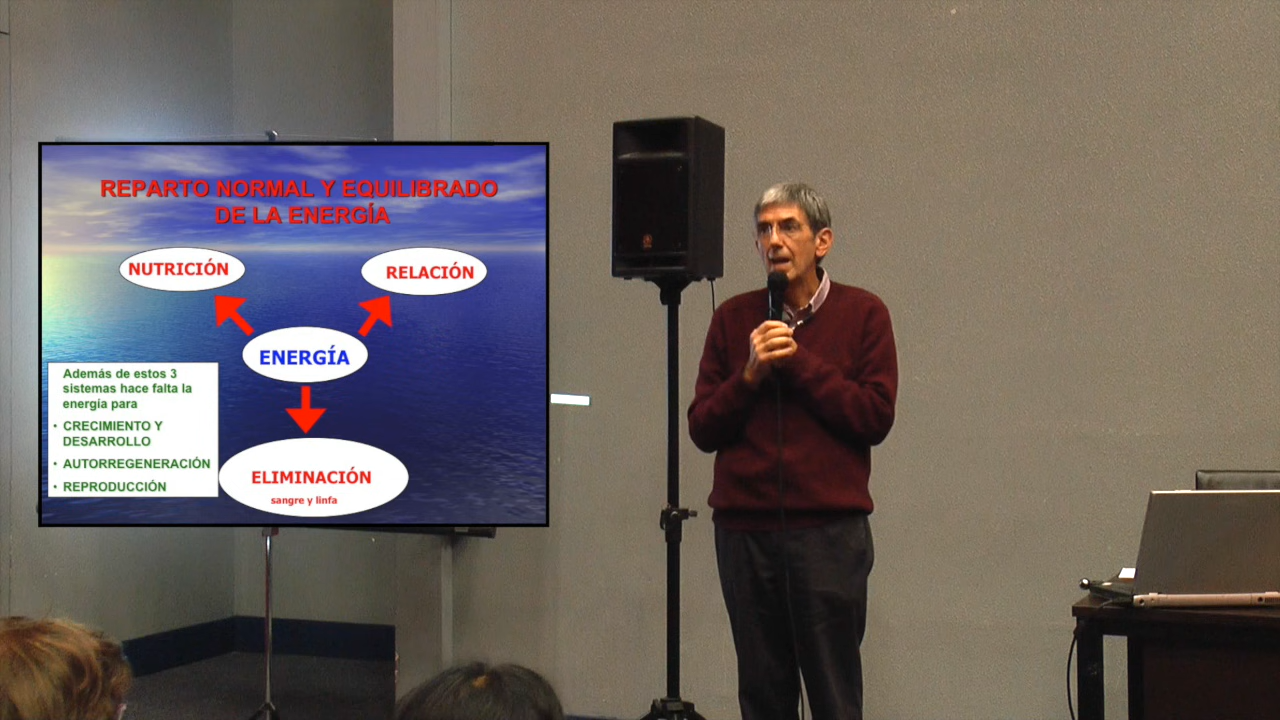 REPARTO NORMAL Y EQUILIBRADO
DE LA ENERGÍA
NUTRICIÓN
RELACIÓN
ENERGÍA
Además de estos 3
sistemas hace falta la
energía para
• CRECIMIENTO Y
DESARROLLO
• AUTORREGENERACIÓN
• REPRODUCCIÓN
ELIMINACIÓN
sangre y linfa